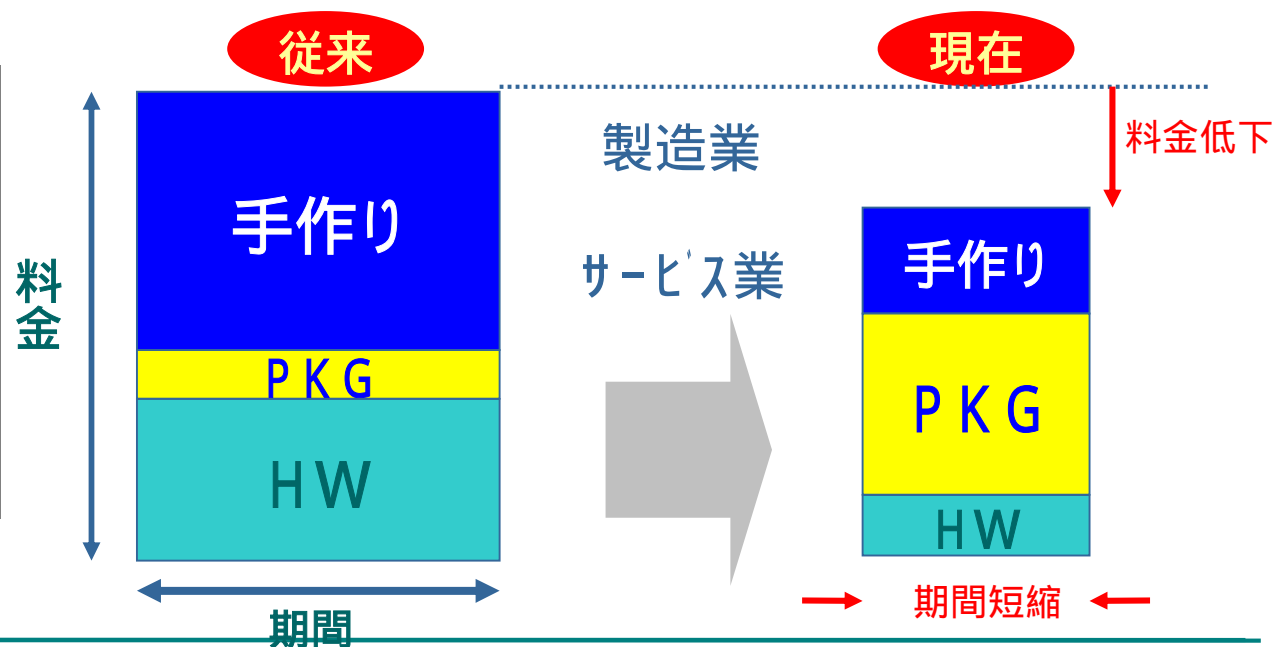 従来
現在
料金低下
製造業
ｻｰﾋﾞｽ業
手作り
手作り
料金
ＰＫＧ
ＰＫＧ
ＨＷ
ＨＷ
期間
期間短縮